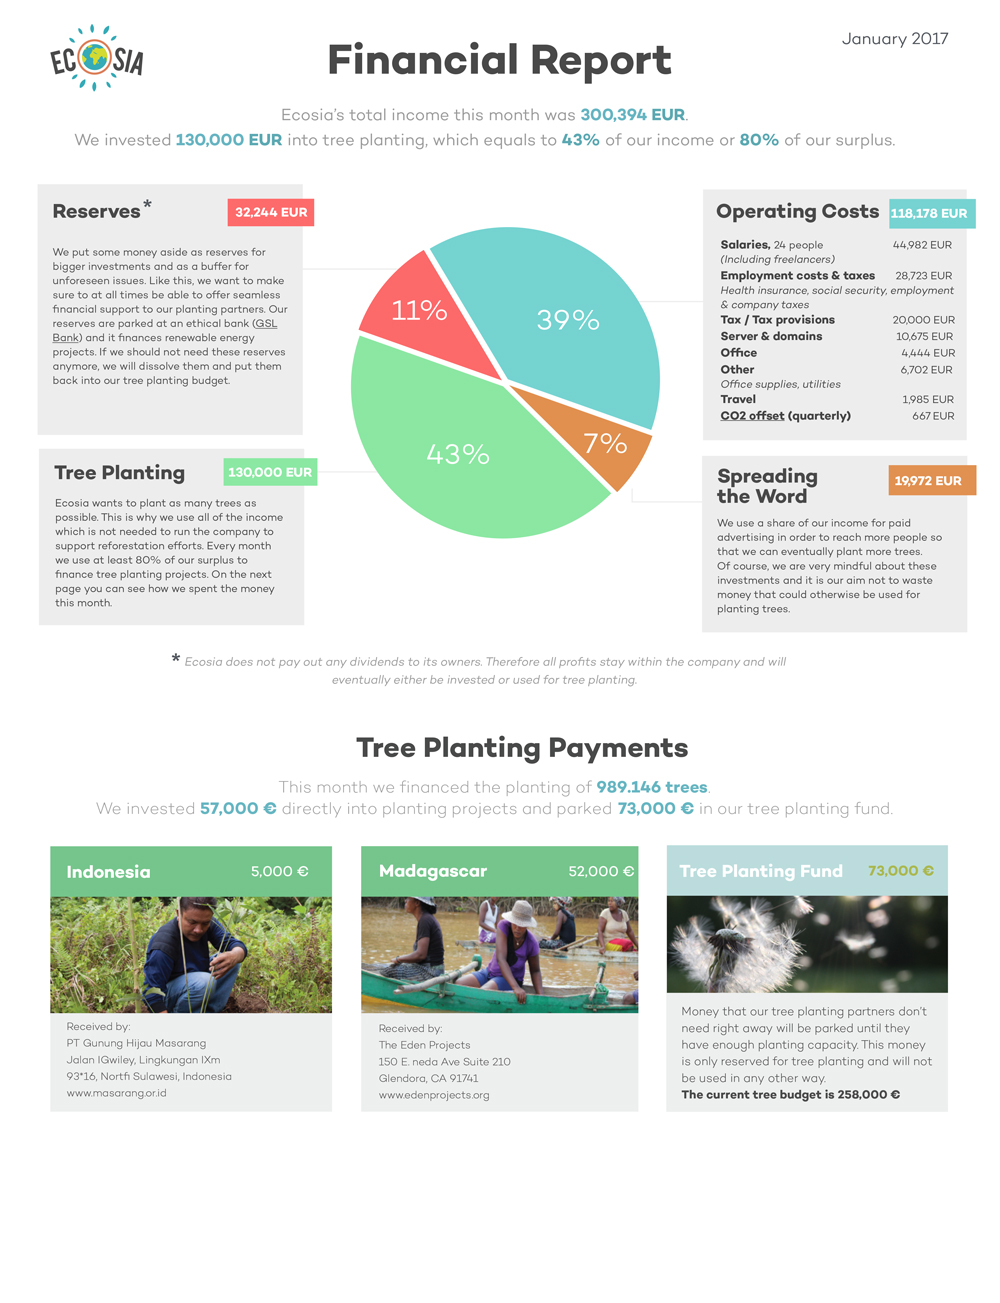 ECOSIA
Financial Report
January 2017
Ecosia's total income this month was 300,394 EUR.
We invested 130,000 EUR into tree planting, which equals to 43% of our income or 80% of our surplus.
Reserves*
32,244 EUR
We put some money aside as reserves for
bigger investments and as a buffer for
unforeseen issues. Like this, we want to make
sure to at all times be able to offer seamless
financial support to our planting partners. Our
reserves are parked at an ethical bank (GSL
Bank) and it finances renewable energy
projects. If we should not need these reserves
anymore, we will dissolve them and put them
back into our tree planting budget.
Tree Planting
130,000 EUR
Ecosia wants to plant as many trees as
possible. This is why we use all of the income
which is not needed to run the company to
support reforestation efforts. Every month
we use at least 80% of our surplus to
finance tree planting projects. On the next
page you can see how we spent the money
this month.
11%
39%
43%
7%
Operating Costs
118,178 EUR
Salaries, 24 people 44,982 EUR
(Including freelancers)
Employment costs & taxes 28,723 EUR
Health insurance, social security, employment
& company taxes
Tax / Tax provisions 20,000 EUR
Server & domains 10,675 EUR
Office 4,444 EUR
Other 6,702 EUR
Office supplies, utilities
Travel 1,985 EUR
CO2 offset (quarterly) 667 EUR
Spreading
the Word
19,972 EUR
We use a share of our income for paid
advertising in order to reach more people so
that we can eventually plant more trees.
Of course, we are very mindful about these
investments and it is our aim not to waste
money that could otherwise be used for
planting trees.
* Ecosia does not pay out any dividends to its owners. Therefore all profits stay within the company and will
eventually either be invested or used for tree planting.
Tree Planting Payments
This month we financed the planting of 989.146 trees.
We invested 57,000 € directly into planting projects and parked 73,000 € in our tree planting fund.
Indonesia 5,000 €
Received by:
PT Gunung Hijau Masarang
Jalan IGwiley, Lingkungan IXm
93*16, North Sulawesi, Indonesia
www.masarang.or.id
Madagascar 52,000 €
Received by:
The Eden Projects
150 E. neda Ave Suite 210
Glendora, CA 91741
www.edenprojects.org
Tree Planting Fund 73,000 €
Money that our tree planting partners don't
need right away will be parked until they
have enough planting capacity. This money
is only reserved for tree planting and will not
be used in any other way.
The current tree budget is 258,000 €